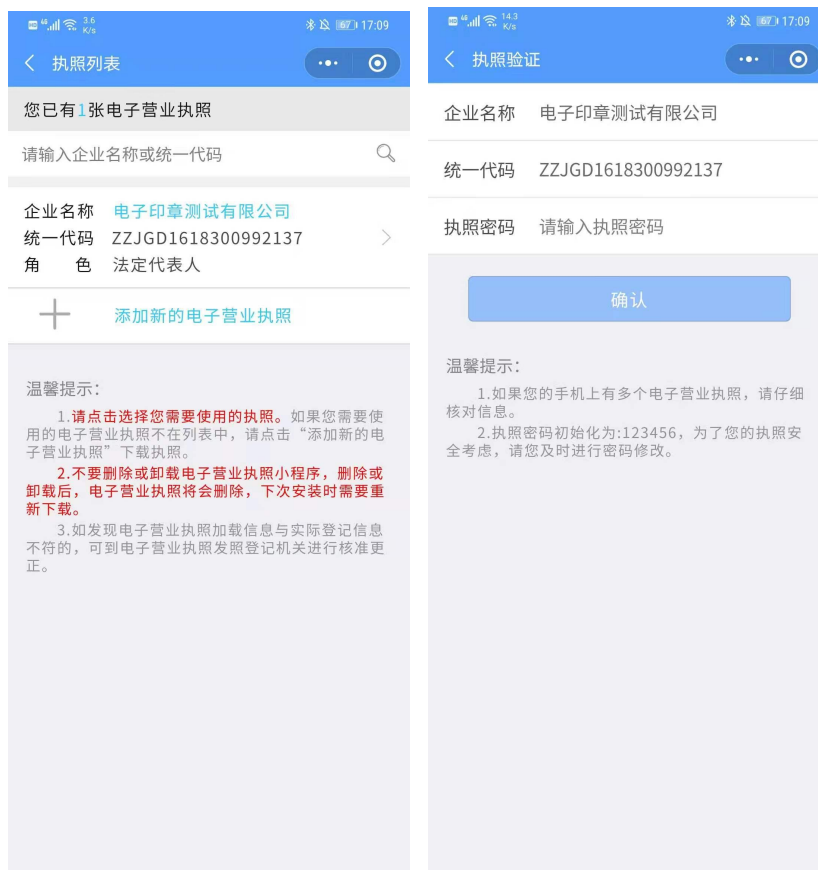 HD 4G 3.6 K/s 67 17:09
执照列表
您已有1张电子营业执照
请输入企业名称或统一代码
企业名称 电子印章测试有限公司
统一代码 ZZJGD1618300992137
角 色 法定代表人
添加新的电子营业执照
温馨提示：
1.请点击选择您需要使用的执照。如果您需要使
用的电子营业执照不在列表中，请点击“添加新的电
子营业执照”下载执照。
2.不要删除或卸载电子营业执照小程序，删除或
卸载后，电子营业执照将会删除，下次安装时需要重
新下载。
3.如发现电子营业执照加载信息与实际登记信息
不符的，可到电子营业执照发照登记机关进行核准更
正。
HD 4G 14.3 K/s 67 17:09
执照验证
企业名称 电子印章测试有限公司
统一代码 ZZJGD1618300992137
执照密码 请输入执照密码
确认
温馨提示：
1.如果您的手机上有多个电子营业执照，请仔细
核对信息。
2.执照密码初始化为:123456，为了您的执照安
全考虑，请您及时进行密码修改。